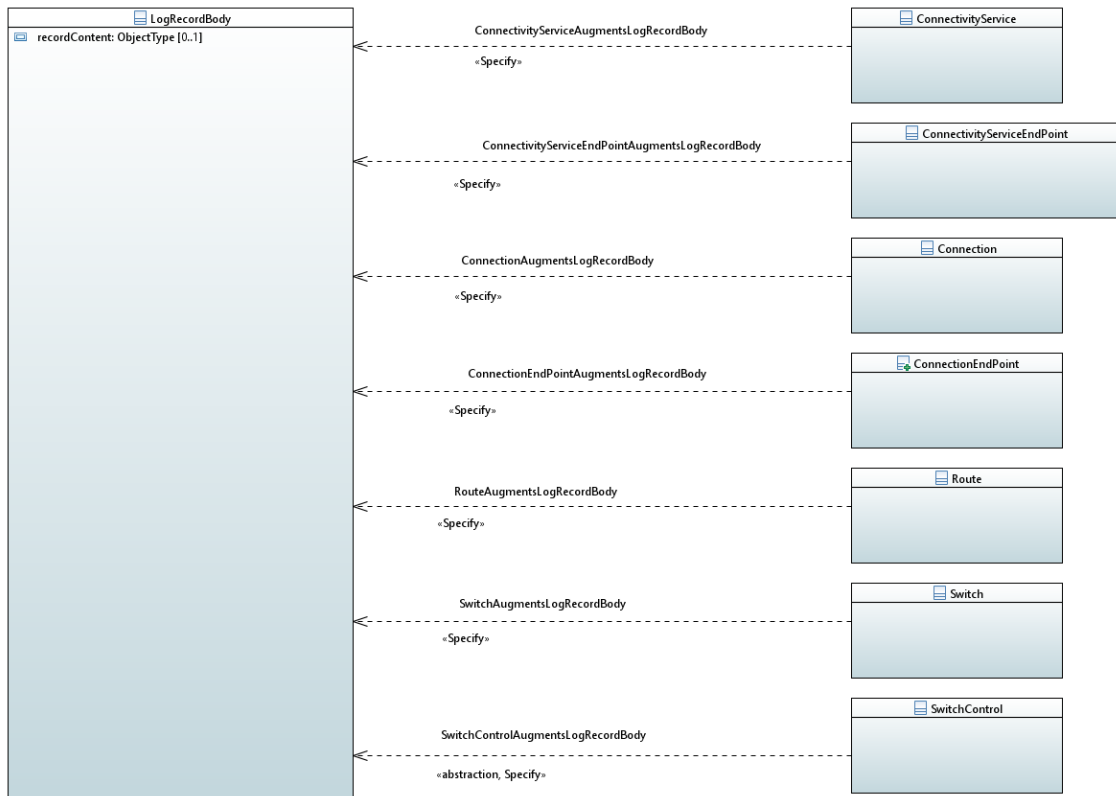 LogRecordBody
recordContent: ObjectType [0..1]
ConnectivityServiceAugmentsLogRecordBody
«Specify»
ConnectivityService
ConnectivityServiceEndPointAugmentsLogRecordBody
«Specify»
ConnectivityServiceEndPoint
ConnectionAugmentsLogRecordBody
«Specify»
Connection
ConnectionEndPointAugmentsLogRecordBody
«Specify»
ConnectionEndPoint
RouteAugmentsLogRecordBody
«Specify»
Route
SwitchAugmentsLogRecordBody
«Specify»
Switch
SwitchControlAugmentsLogRecordBody
«abstraction, Specify»
SwitchControl